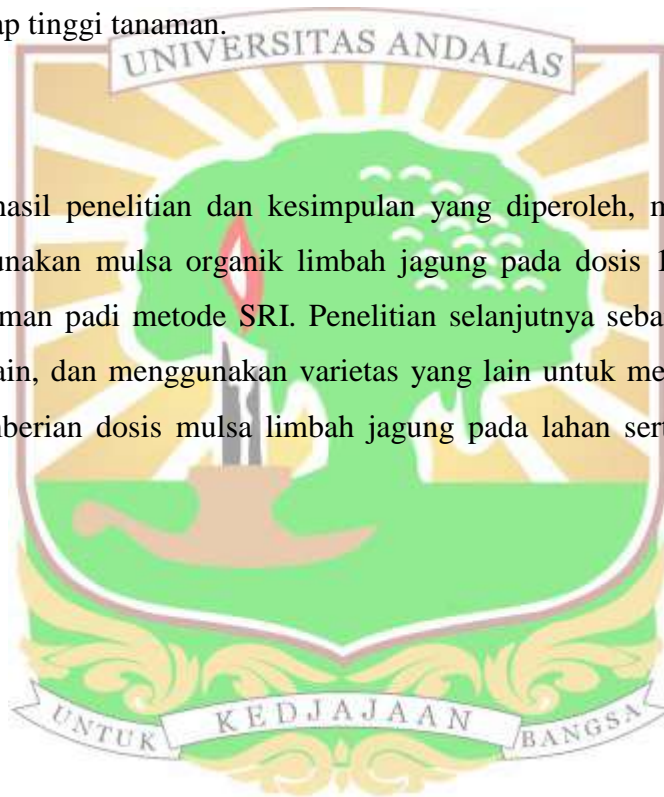 ap tinggi tanaman.
UNIVERSITAS ANDALAS
hasil penelitian dan kesimpulan yang diperoleh, m
unakan mulsa organik limbah jagung pada dosis 1
man padi metode SRI. Penelitian selanjutnya seba
ain, dan menggunakan varietas yang lain untuk me
nberian dosis mulsa limbah jagung pada lahan sert
UNTUK KEDJAJAAN BANGSA